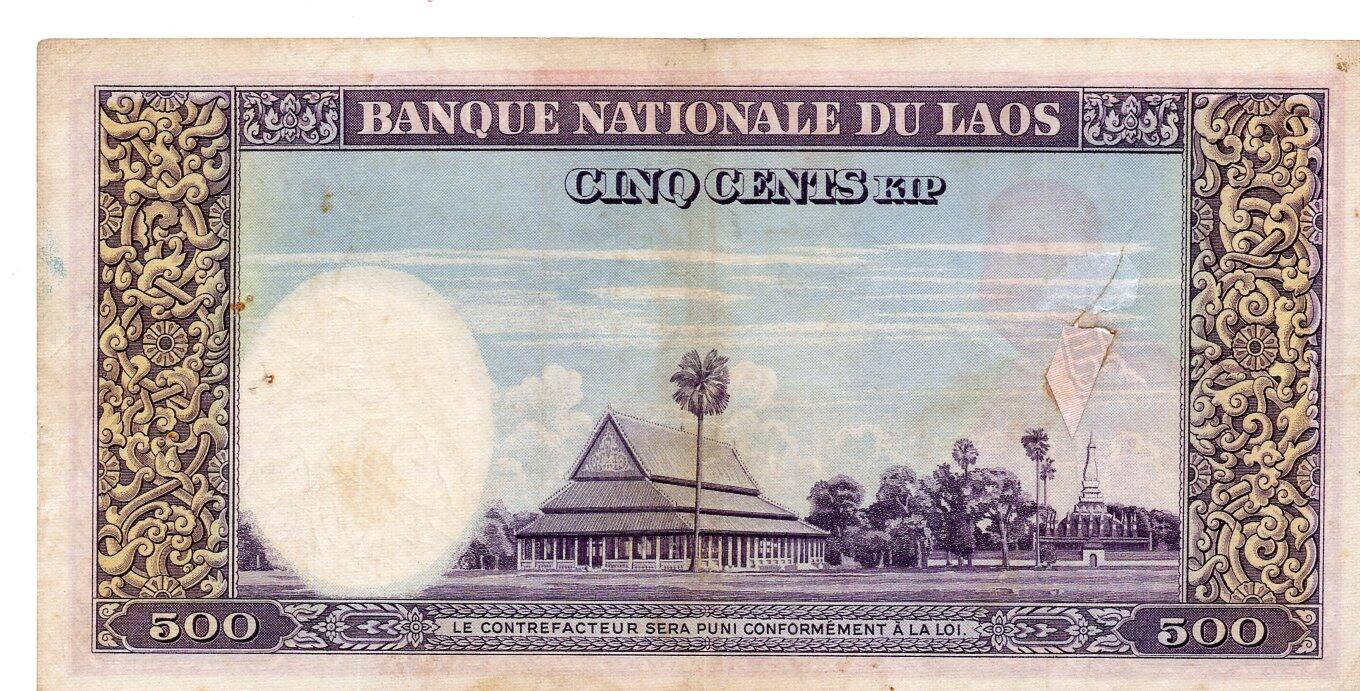 BANQUE NATIONALE DU LAOS
CINQ CENTS KIP
LE CONTREFACTEUR SERA PUNI CONFORMÉMENT À LA LOI.
500 500